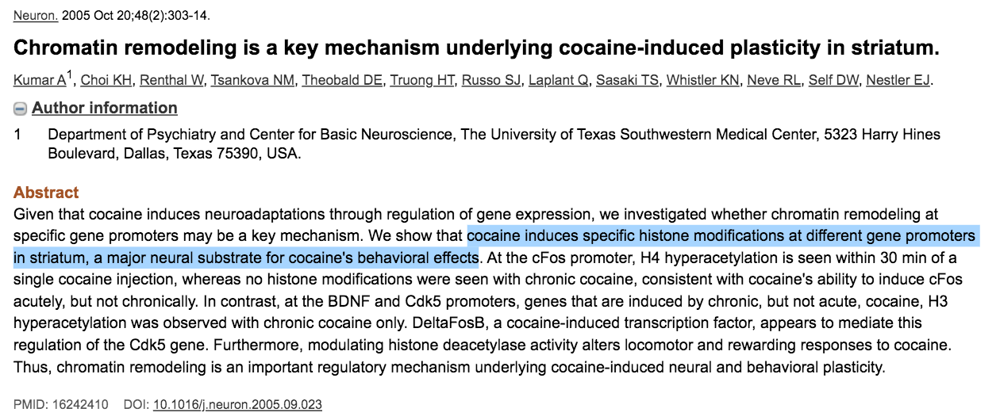 Neuron. 2005 Oct 20;48(2):303-14.
Chromatin remodeling is a key mechanism underlying cocaine-induced plasticity in striatum.
Kumar A1, Choi KH, Renthal W, Tsankova NM, Theobald DE, Truong HT, Russo SJ, Laplant Q, Sasaki TS, Whistler KN, Neve RL, Self DW, Nestler EJ.
Author information
1 Department of Psychiatry and Center for Basic Neuroscience, The University of Texas Southwestern Medical Center, 5323 Harry Hines
Boulevard, Dallas, Texas 75390, USA.
Abstract
Given that cocaine induces neuroadaptations through regulation of gene expression, we investigated whether chromatin remodeling at
specific gene promoters may be a key mechanism. We show that cocaine induces specific histone modifications at different gene promoters
in striatum, a major neural substrate for cocaine's behavioral effects. At the cFos promoter, H4 hyperacetylation is seen within 30 min of a
single cocaine injection, whereas no histone modifications were seen with chronic cocaine, consistent with cocaine's ability to induce cFos
acutely, but not chronically. In contrast, at the BDNF and Cdk5 promoters, genes that are induced by chronic, but not acute, cocaine, H3
hyperacetylation was observed with chronic cocaine only. DeltaFosB, a cocaine-induced transcription factor, appears to mediate this
regulation of the Cdk5 gene. Furthermore, modulating histone deacetylase activity alters locomotor and rewarding responses to cocaine.
Thus, chromatin remodeling is an important regulatory mechanism underlying cocaine-induced neural and behavioral plasticity.
PMID: 16242410 DOI: 10.1016/j.neuron.2005.09.023